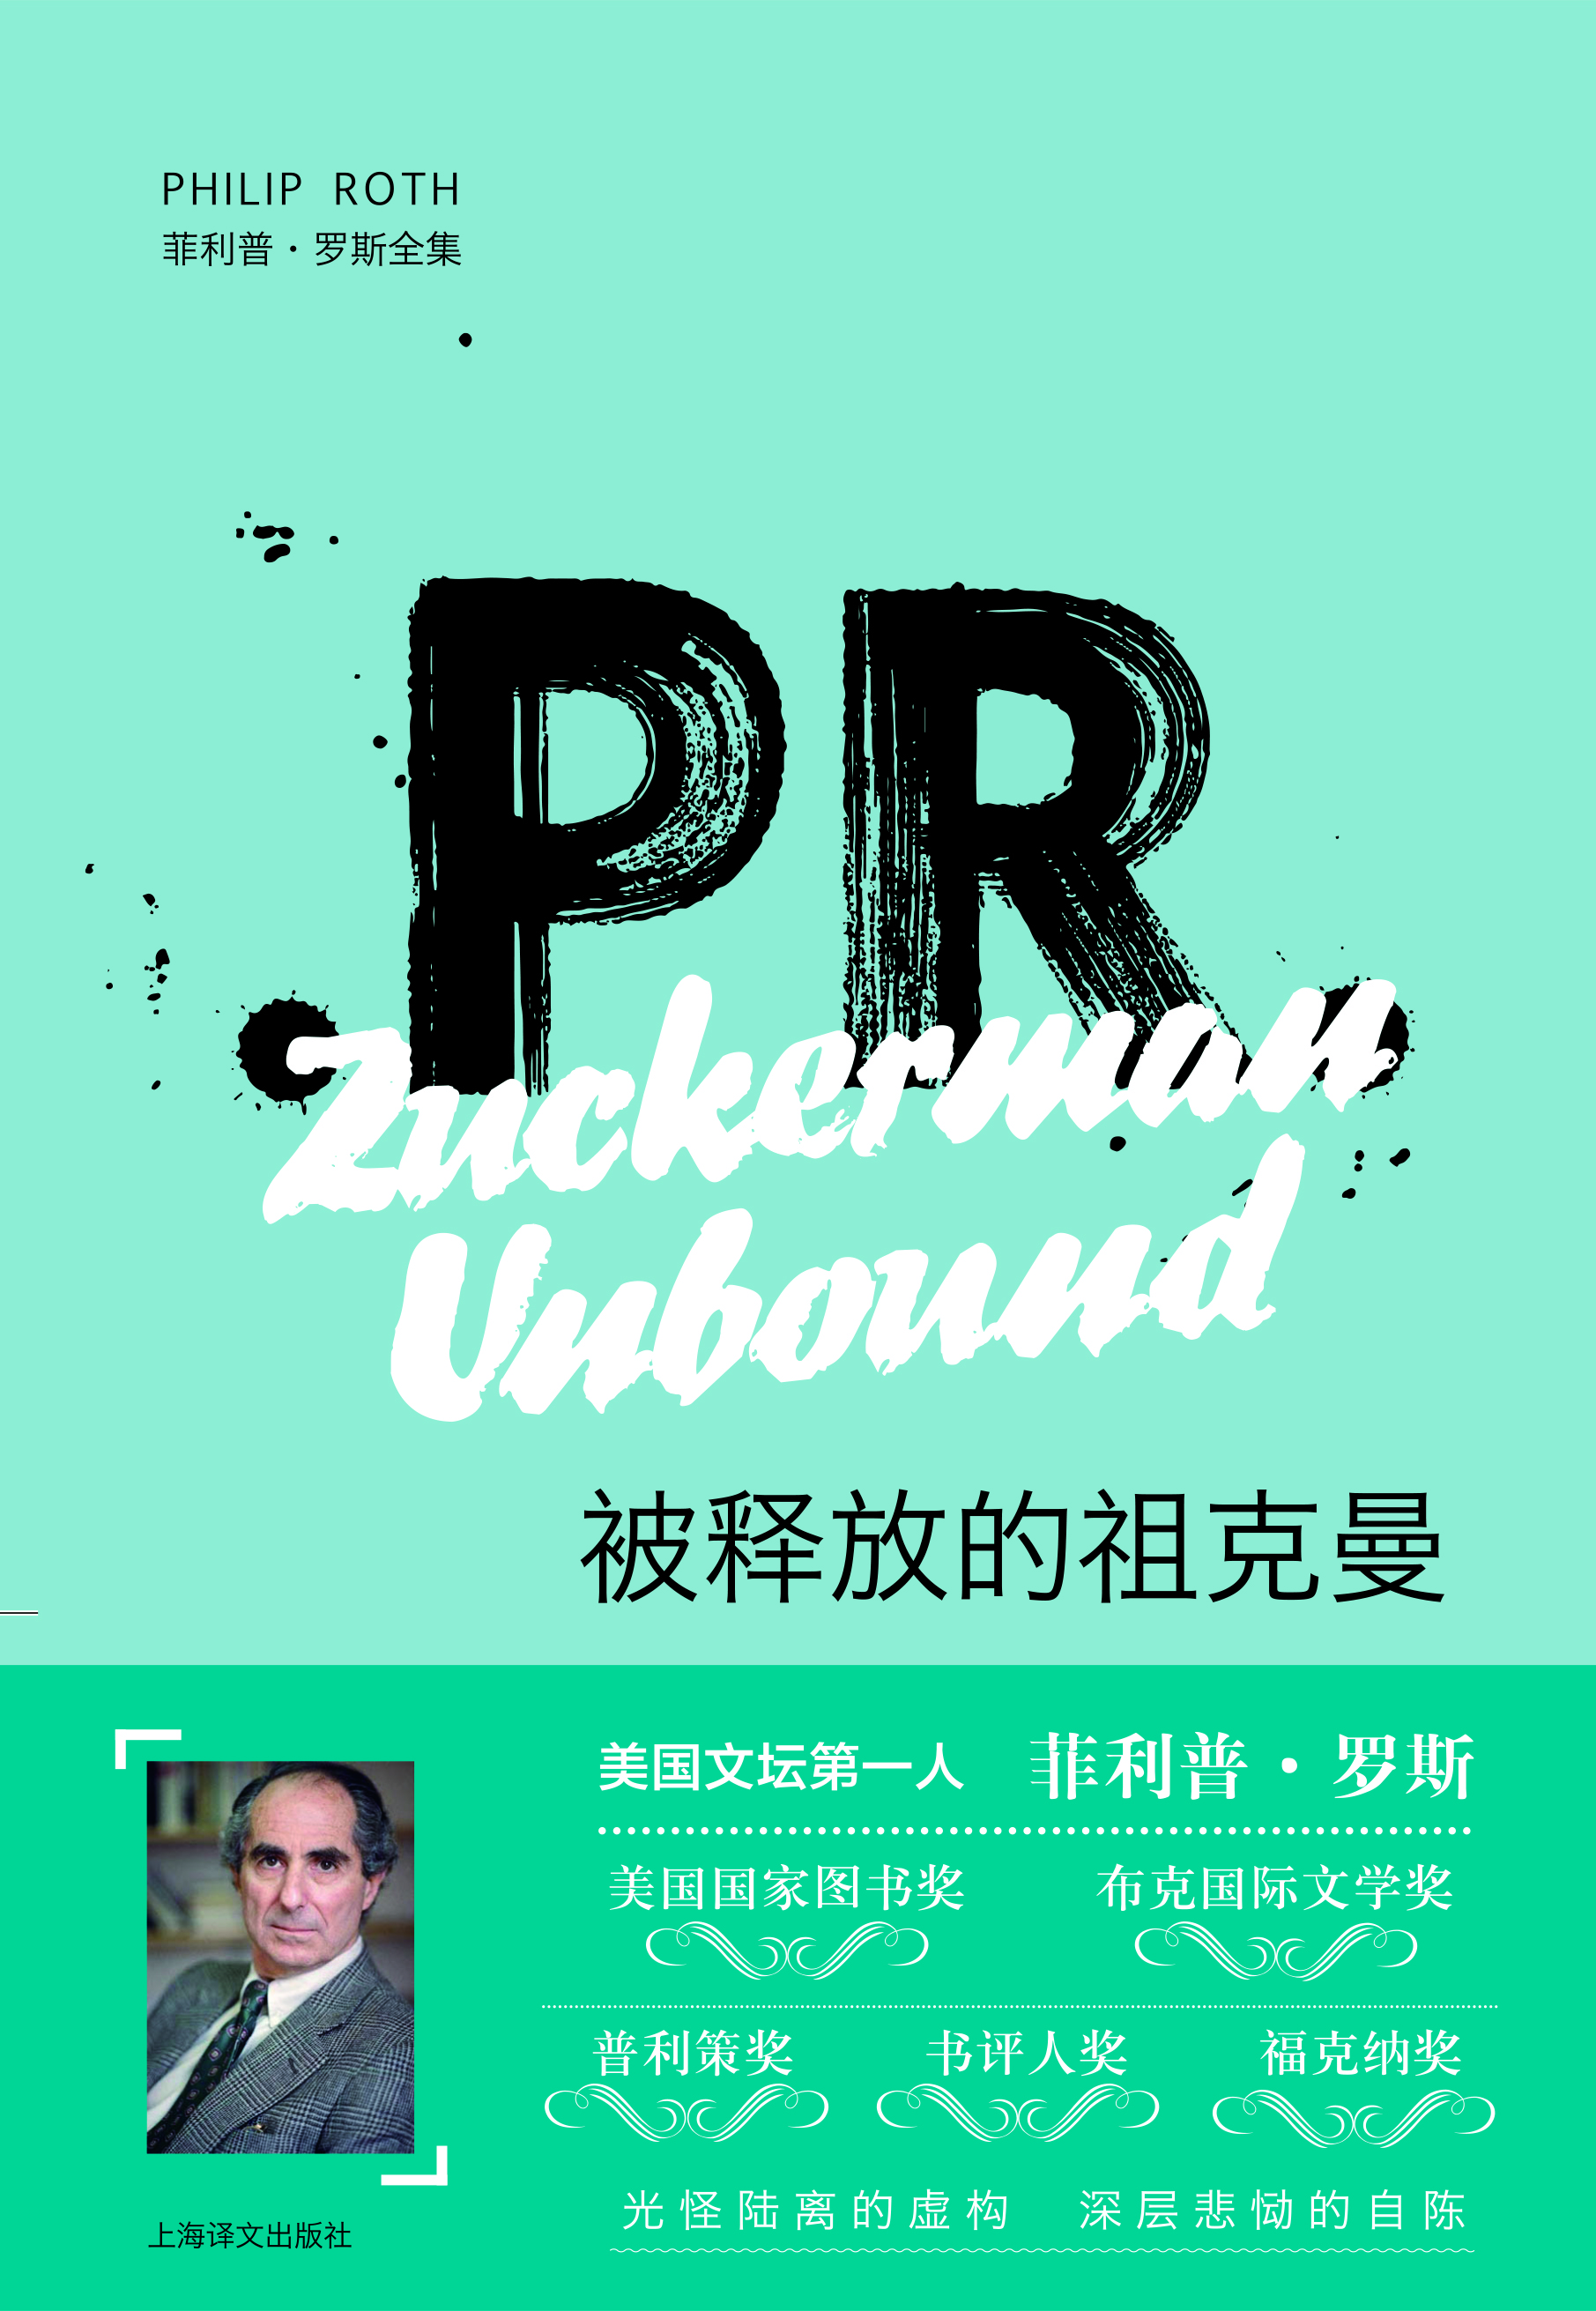 PHILIP ROTH
菲利普·罗斯全集
PR
Zuckerman
Unbound
被释放的祖克曼
美国文坛第一人 菲利普·罗斯
美国国家图书奖 布克国际文学奖
普利策奖 书评人奖 福克纳奖
光怪陆离的虚构 深层悲恸的自陈
上海译文出版社